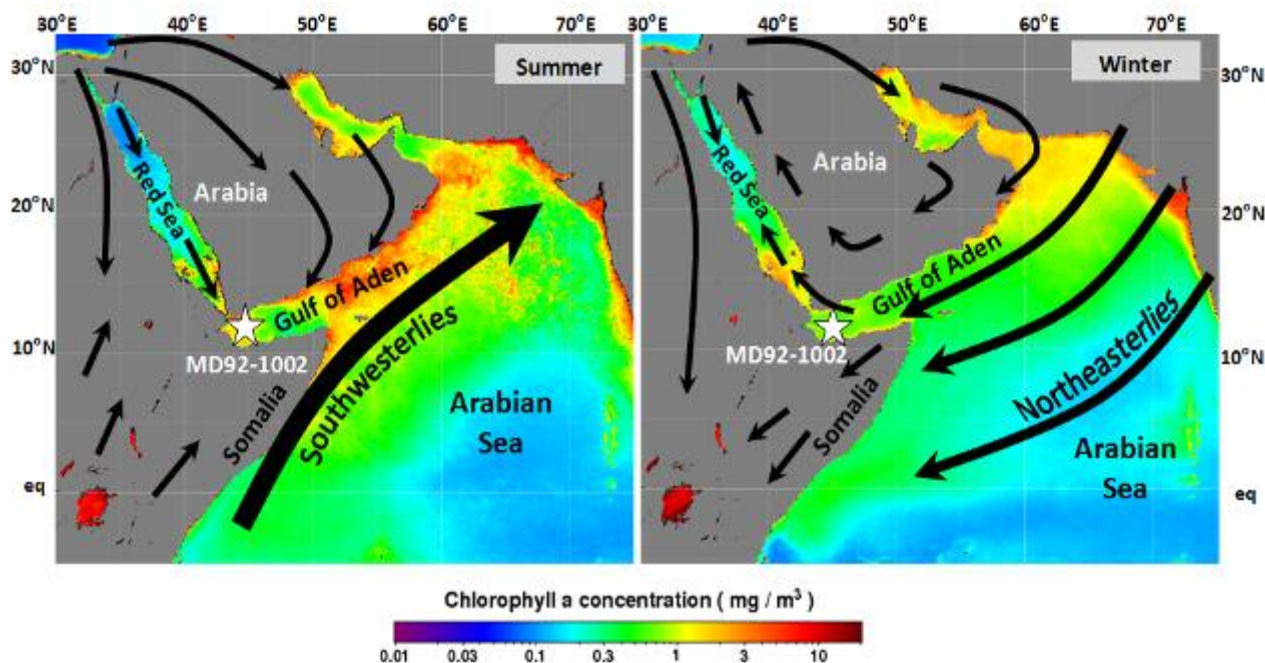 30°E 40°E 50°E 60°E 70°E
30°E 40°E 50°E 60°E 70°E
Summer
Winter
30°N
30°N
Arabia
Red Sea
20°N
Gulf of Aden
MD92-1002
10°N
Somalia
Southwesterlies
Arabian
Sea
eq
Arabia
Red Sea
20°N
Gulf of Aden
MD92-1002
10°N
Somalia
Northeasterlies
Arabian
Sea
eq
Chlorophyll a concentration ( mg / m³ )
0.01 0.03 0.1 0.3 1 3 10